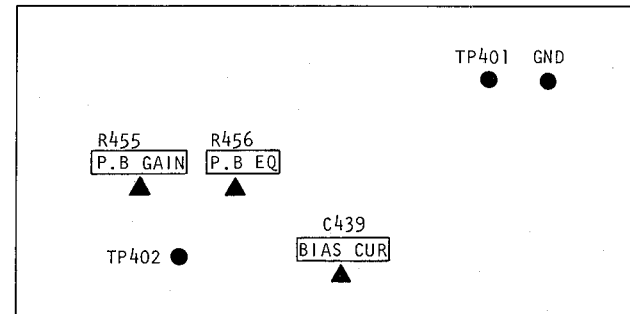 TP401 GND
R455 R456
P.B GAIN P.B EQ
C439
TP402 BIAS CUR